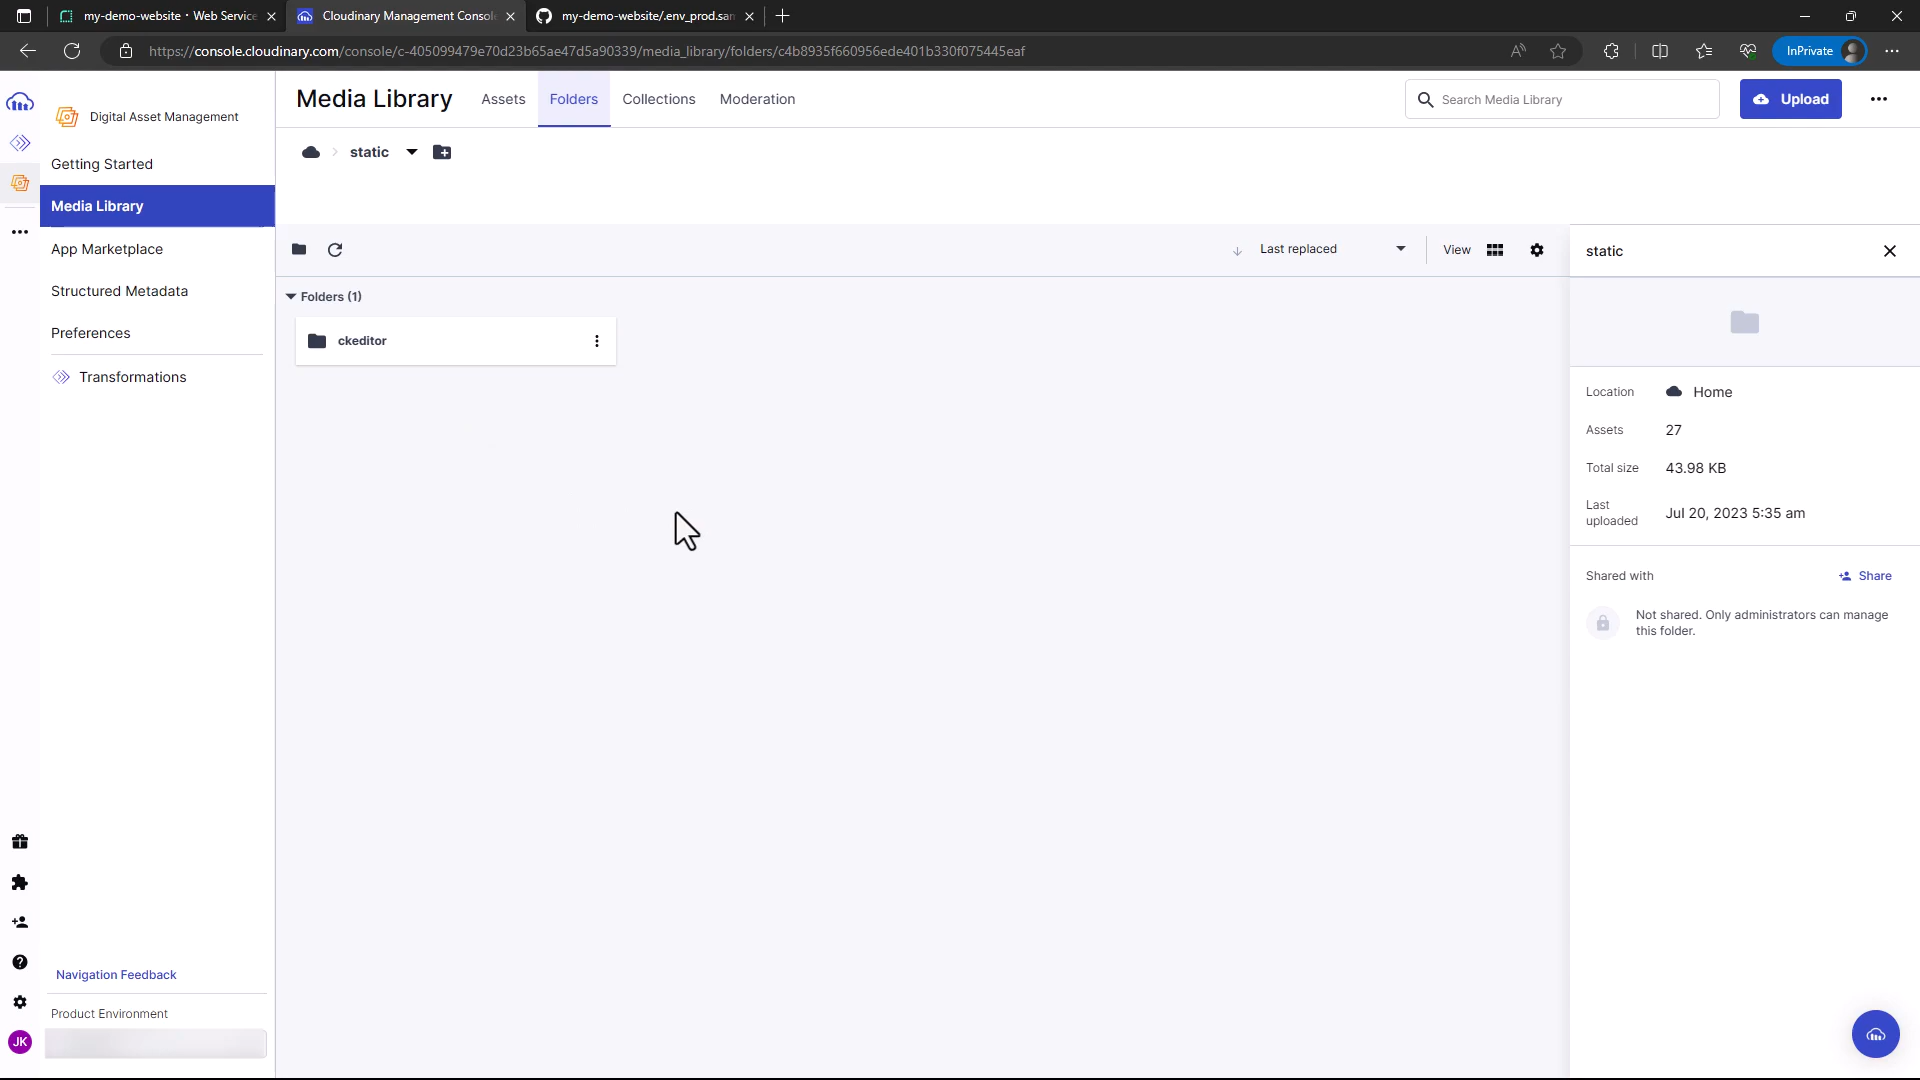 my-demo-website · Web Service
Cloudinary Management Console
my-demo-website/.env_prod.san
https://console.cloudinary.com/console/c-405099479e70d23b65ae47d5a90339/media_library/folders/c4b8935f660956ede401b330f075445eaf
InPrivate
Digital Asset Management
Getting Started
Media Library
App Marketplace
Structured Metadata
Preferences
Transformations
Navigation Feedback
Product Environment
JK
Media Library
Assets
Folders
Collections
Moderation
Search Media Library
Upload
static
Last replaced
View
Folders (1)
ckeditor
static
Location Home
Assets 27
Total size 43.98 KB
Last
uploaded Jul 20, 2023 5:35 am
Shared with
Share
Not shared. Only administrators can manage
this folder.